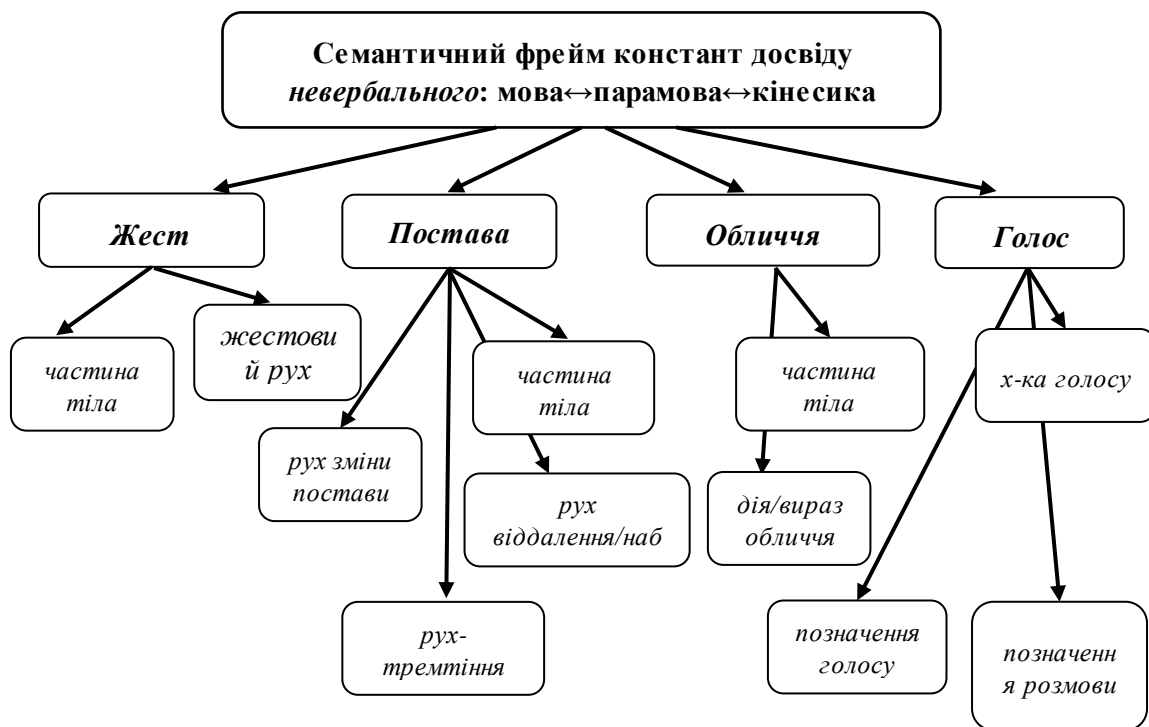 Семантичний фрейм констант досвіду
невербального: мова↔парамова↔кінесика
Жест
Постава
Обличчя
Голос
частина
тіла
жестови
й рух
рух зміни
постави
рух-
тремтіння
частина
тіла
рух
віддалення/наб
частина
тіла
дія/вираз
обличчя
х-ка голосу
позначення
голосу
позначенн
я розмови